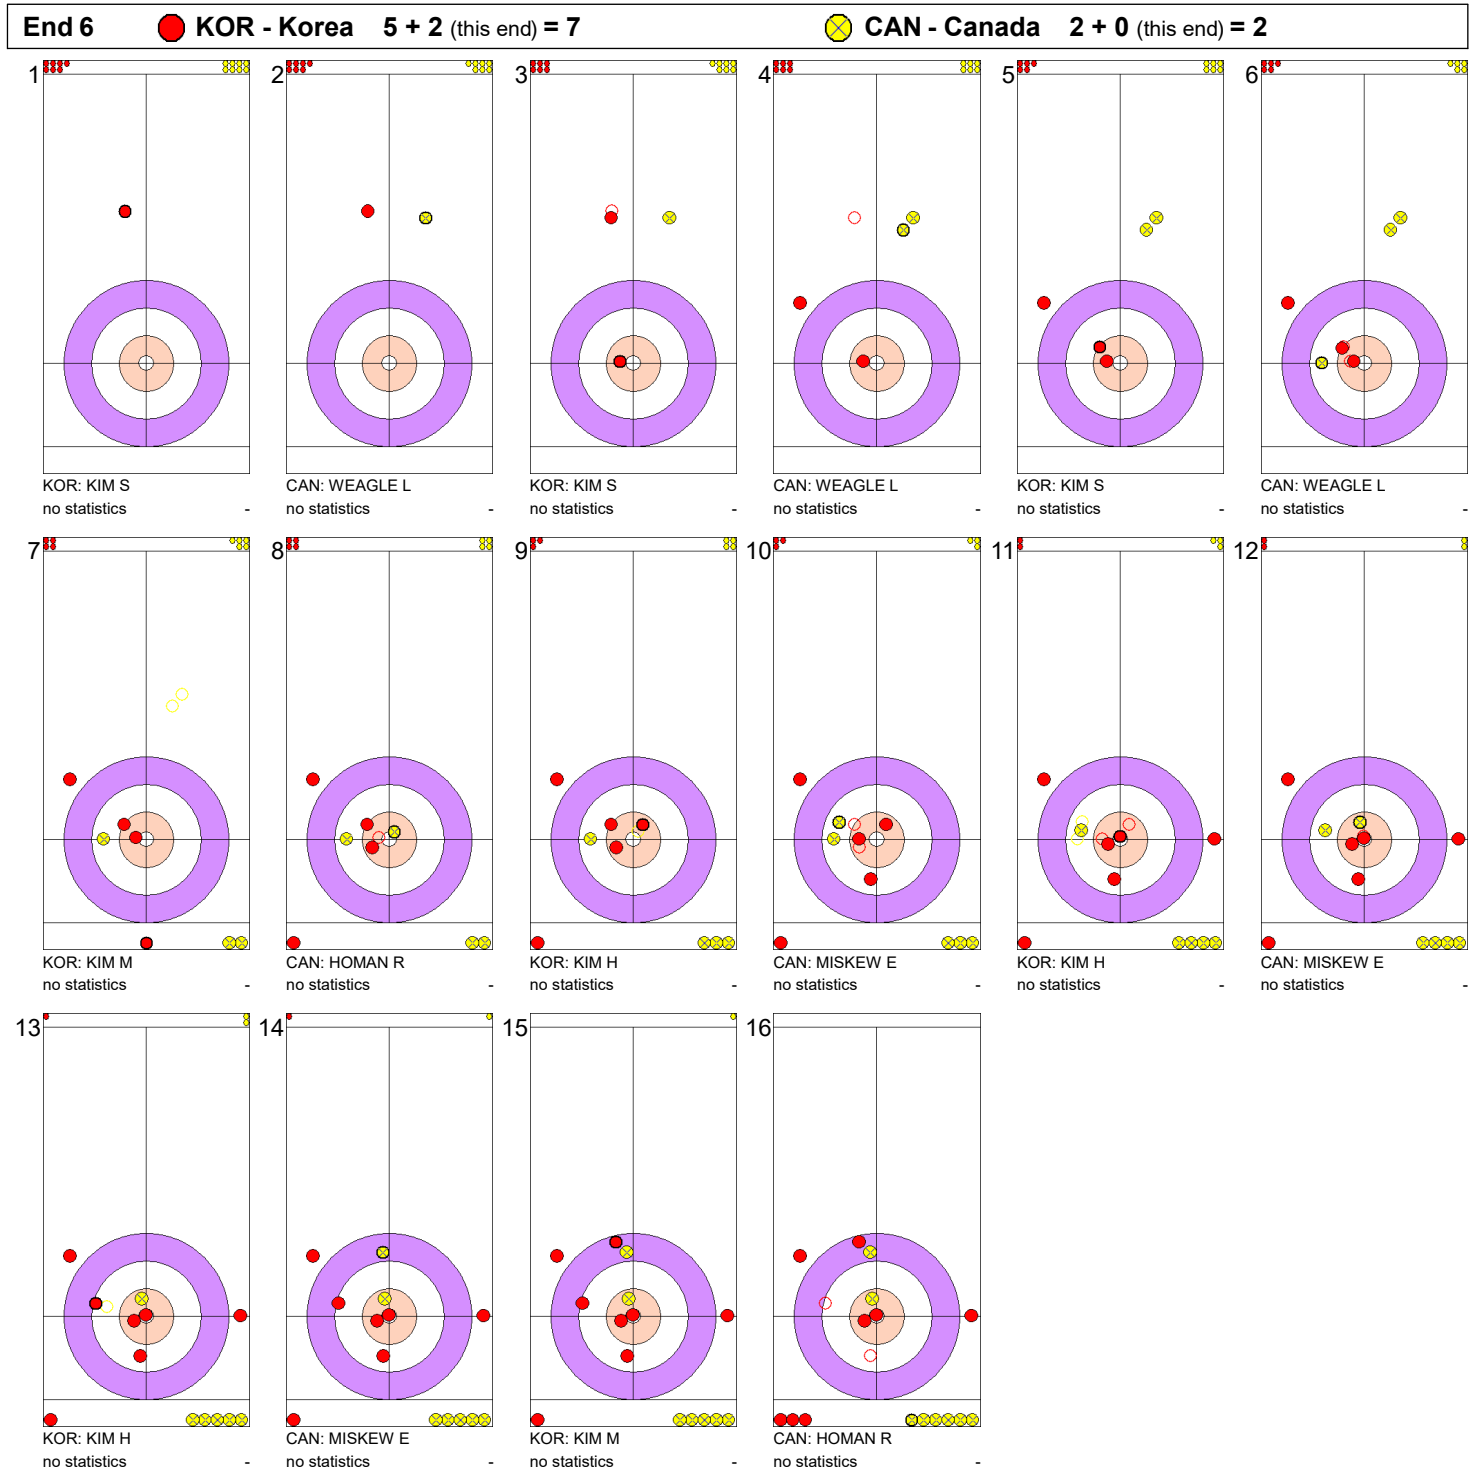 End 6 KOR - Korea 5 + 2 (this end) = 7 CAN - Canada 2 + 0 (this end) = 2
1 2 3 4 5 6
KOR: KIM S CAN: WEAGLE L KOR: KIM S CAN: WEAGLE L KOR: KIM S CAN: WEAGLE L
no statistics - no statistics - no statistics - no statistics - no statistics - no statistics -
7 8 9 10 11 12
KOR: KIM M CAN: HOMAN R KOR: KIM H CAN: MISKEW E KOR: KIM H CAN: MISKEW E
no statistics - no statistics - no statistics - no statistics - no statistics - no statistics -
13 14 15 16
KOR: KIM H CAN: MISKEW E KOR: KIM M CAN: HOMAN R
no statistics - no statistics - no statistics - no statistics -